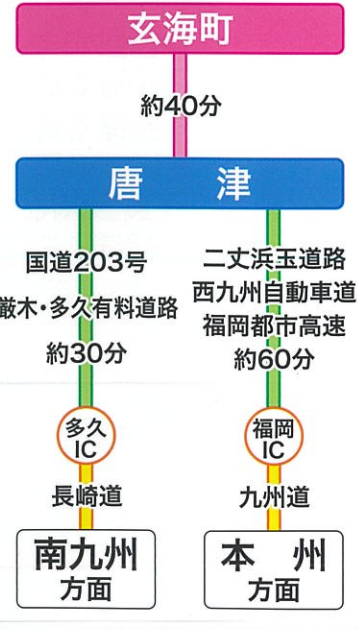 玄海町
約40分
唐　津
国道203号
厳木・多久有料道路
約30分
二丈浜玉道路
西九州自動車道
福岡都市高速
約60分
多久
IC
福岡
IC
長崎道
九州道
南九州
方面
本　州
方面